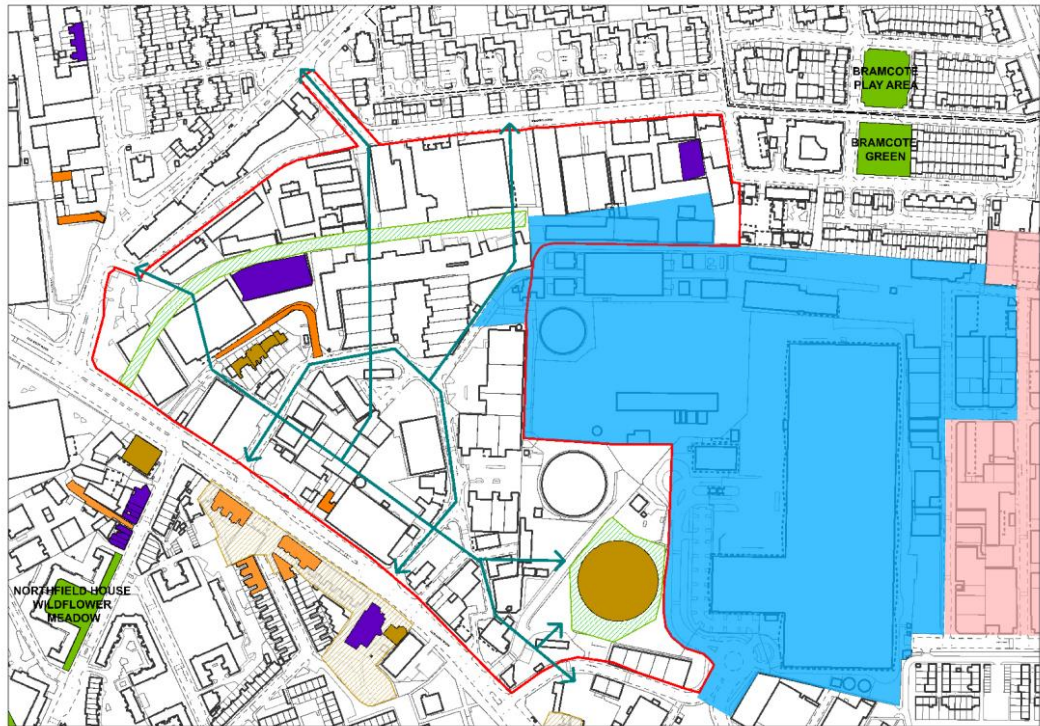 BRAMCOTE
PLAY AREA
BRAMCOTE
GREEN
NORTHFIELD HOUSE
WILDFLOWER
MEADOW